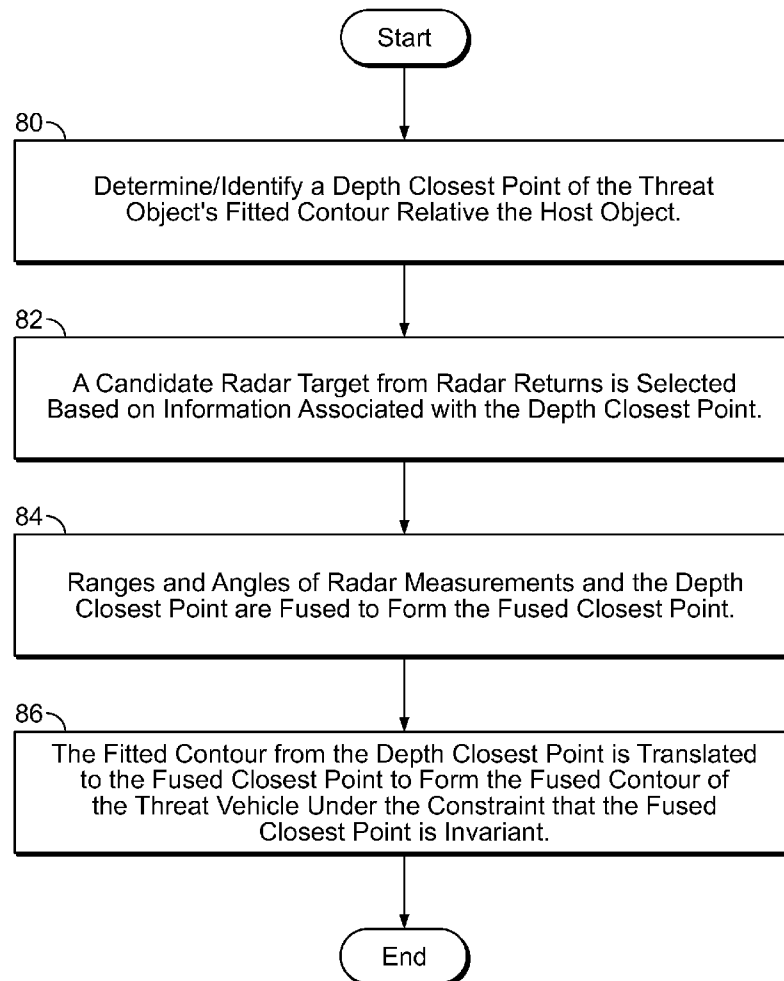 Start
80
Determine/Identify a Depth Closest Point of the Threat
Object's Fitted Contour Relative the Host Object.
82
A Candidate Radar Target from Radar Returns is Selected
Based on Information Associated with the Depth Closest Point.
84
Ranges and Angles of Radar Measurements and the Depth
Closest Point are Fused to Form the Fused Closest Point.
86
The Fitted Contour from the Depth Closest Point is Translated
to the Fused Closest Point to Form the Fused Contour of
the Threat Vehicle Under the Constraint that the Fused
Closest Point is Invariant.
End